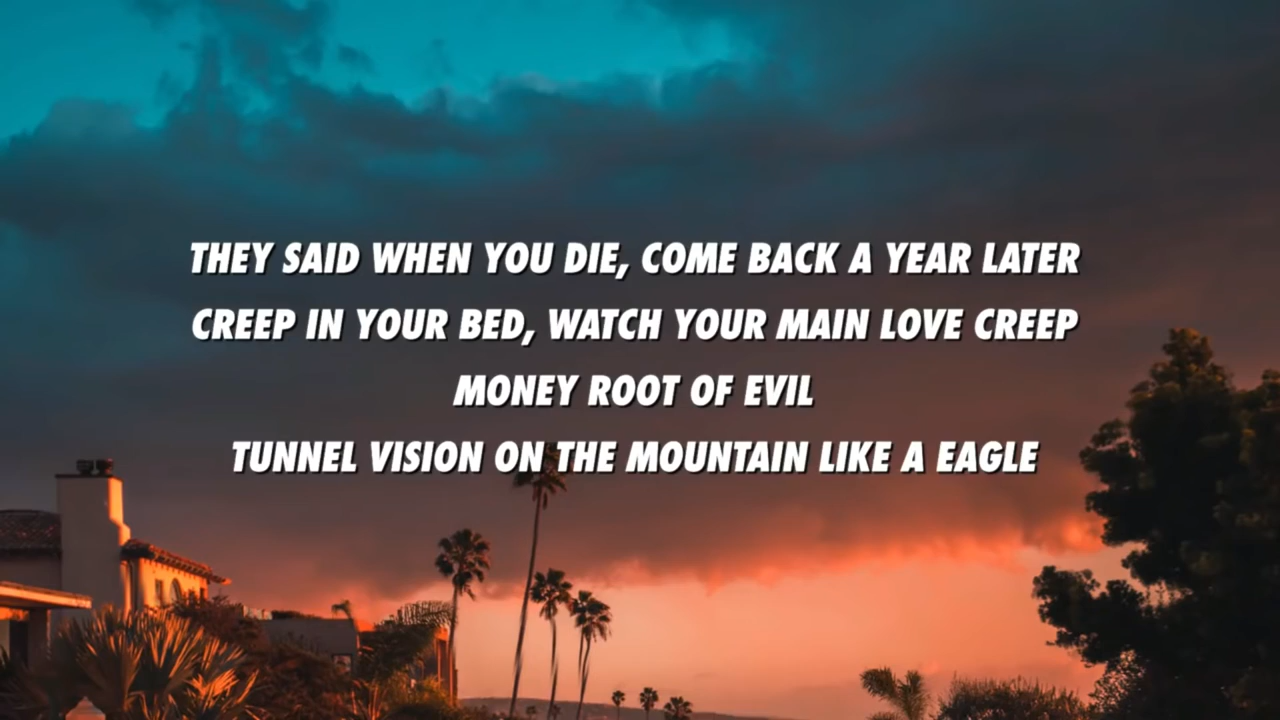 THEY SAID WHEN YOU DIE, COME BACK A YEAR LATER
CREEP IN YOUR BED, WATCH YOUR MAIN LOVE CREEP
MONEY ROOT OF EVIL
TUNNEL VISION ON THE MOUNTAIN LIKE A EAGLE